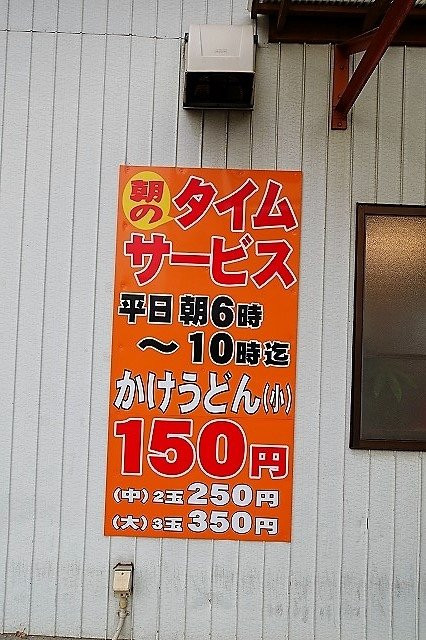 朝の
タイム
サービス
平日 朝6時
～10時迄
かけうどん(小)
150円
(中)2玉250円
(大)3玉350円